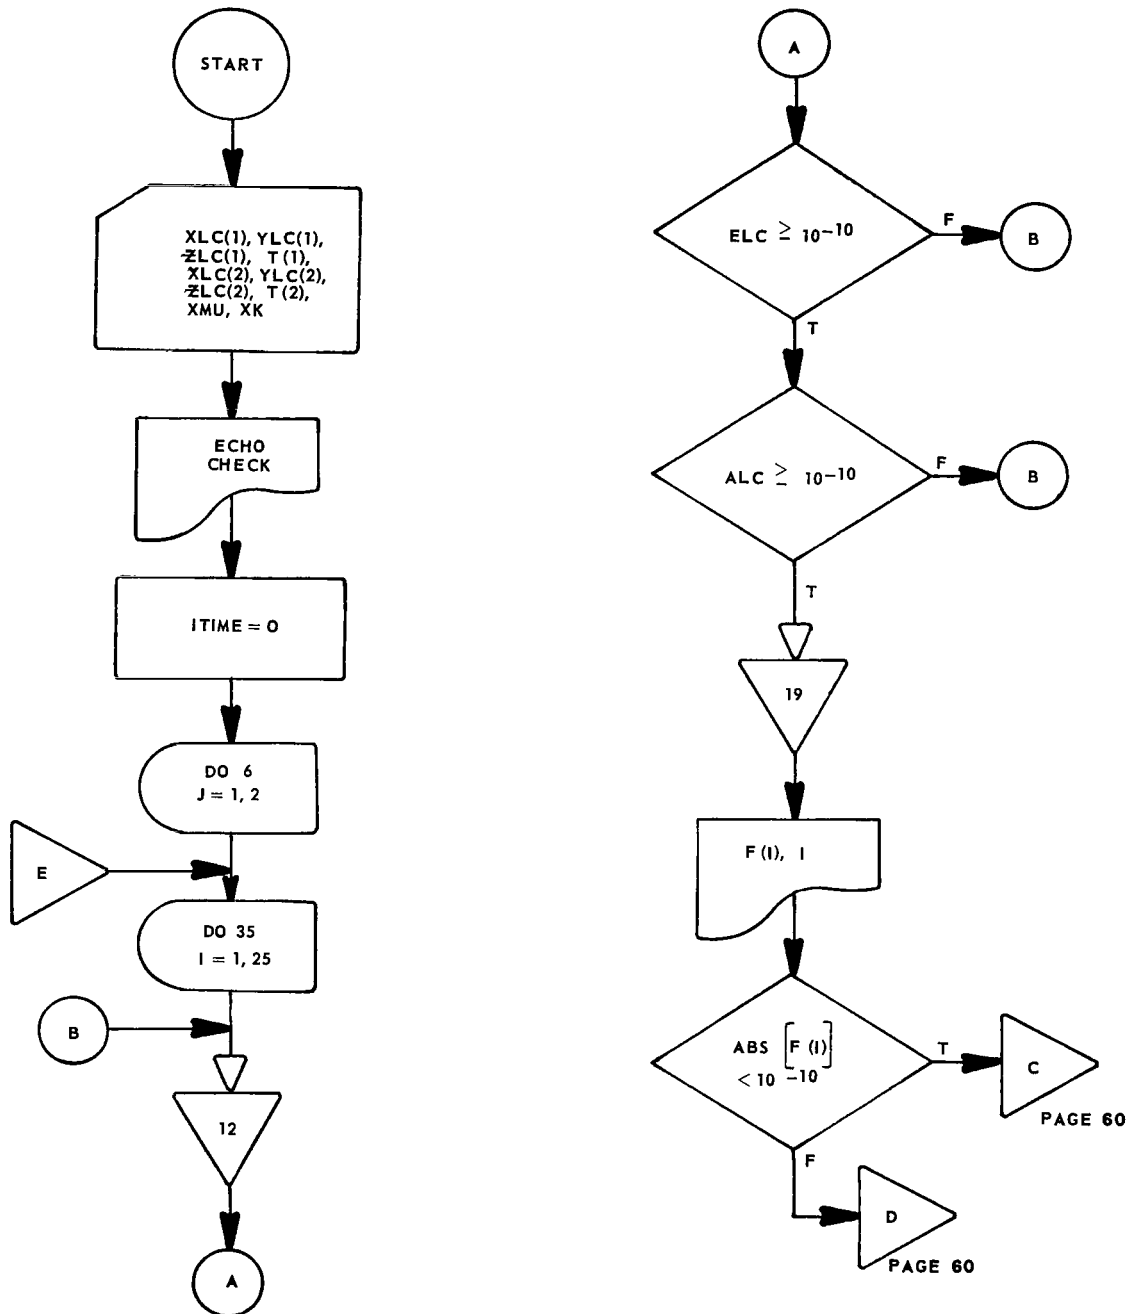 START
XLC(1), YLC(1),
ZLC(1), T(1),
XLC(2), YLC(2),
ZLC(2), T(2),
XMU, XK
ECHO
CHECK
ITIME = 0
DO 6
J = 1, 2
E
DO 35
I = 1, 25
B
12
A
A
ELC ≥ 10⁻¹⁰
F
B
T
ALC ≥ 10⁻¹⁰
F
B
T
19
F(I), I
ABS [F(I)]
< 10⁻¹⁰
T
C
PAGE 60
F
D
PAGE 60